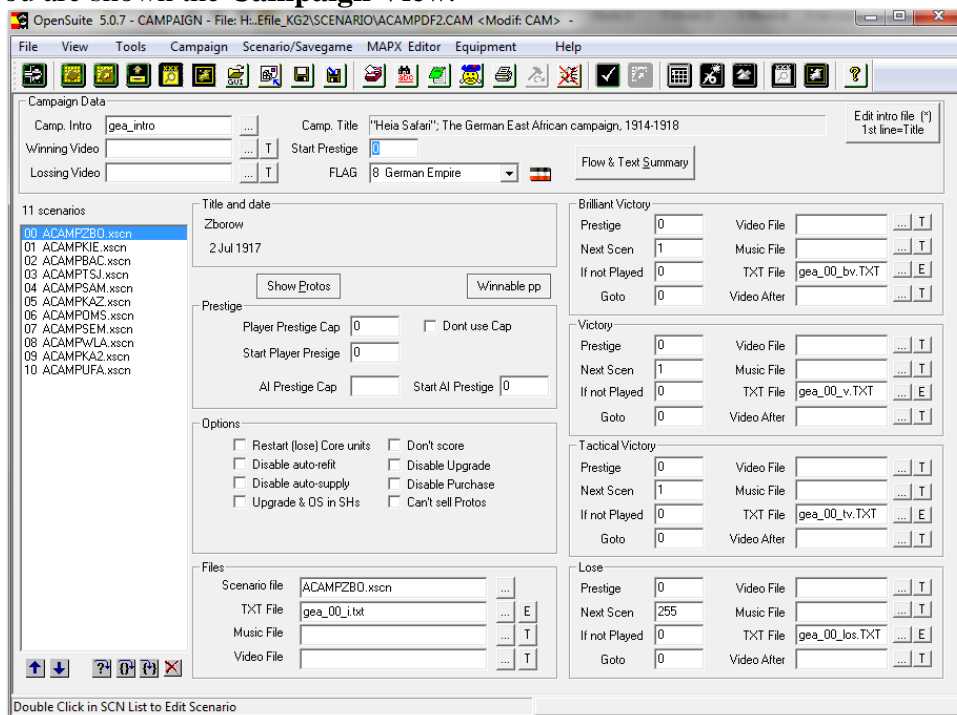 ou are shown the Campaign View.
OpenSuite 5.0.7 - CAMPAIGN - File: H:..Efile_KG2\SCENARIO\ACAMPDF2.CAM <Modif: CAM> -
File View Tools Campaign Scenario/Savegame MAPX Editor Equipment Help
Campaign Data
Camp. Intro gea_intro ... Camp. Title "Heia Safari"; The German East African campaign, 1914-1918
Edit intro file (*)
1st line=Title
Winning Video ... T Start Prestige 0
Lossing Video ... T FLAG 8 German Empire
Flow & Text Summary
11 scenarios
00 ACAMPZBO.xscn
01 ACAMPKIE.xscn
02 ACAMPBAC.xscn
03 ACAMPTSJ.xscn
04 ACAMPSAM.xscn
05 ACAMPKAZ.xscn
06 ACAMPOMS.xscn
07 ACAMPSEM.xscn
08 ACAMPWLA.xscn
09 ACAMPKA2.xscn
10 ACAMPUFA.xscn
Title and date
Zborow
2 Jul 1917
Show Protos Winnable pp
Prestige
Player Prestige Cap 0 Dont use Cap
Start Player Presige 0
AI Prestige Cap Start AI Prestige 0
Options
Restart (lose) Core units Don't score
Disable auto-refit Disable Upgrade
Disable auto-supply Disable Purchase
Upgrade & OS in SHs Can't sell Protos
Files
Scenario file ACAMPZBO.xscn ...
TXT File gea_00_i.txt ... E
Music File ... T
Video File ... T
Brilliant Victory
Prestige 0 Video File ... T
Next Scen 1 Music File ... T
If not Played 0 TXT File gea_00_bv.TXT ... E
Goto 0 Video After ... T
Victory
Prestige 0 Video File ... T
Next Scen 1 Music File ... T
If not Played 0 TXT File gea_00_v.TXT ... E
Goto 0 Video After ... T
Tactical Victory
Prestige 0 Video File ... T
Next Scen 1 Music File ... T
If not Played 0 TXT File gea_00_tv.TXT ... E
Goto 0 Video After ... T
Lose
Prestige 0 Video File ... T
Next Scen 255 Music File ... T
If not Played 0 TXT File gea_00_los.TXT ... E
Goto 0 Video After ... T
Double Click in SCN List to Edit Scenario